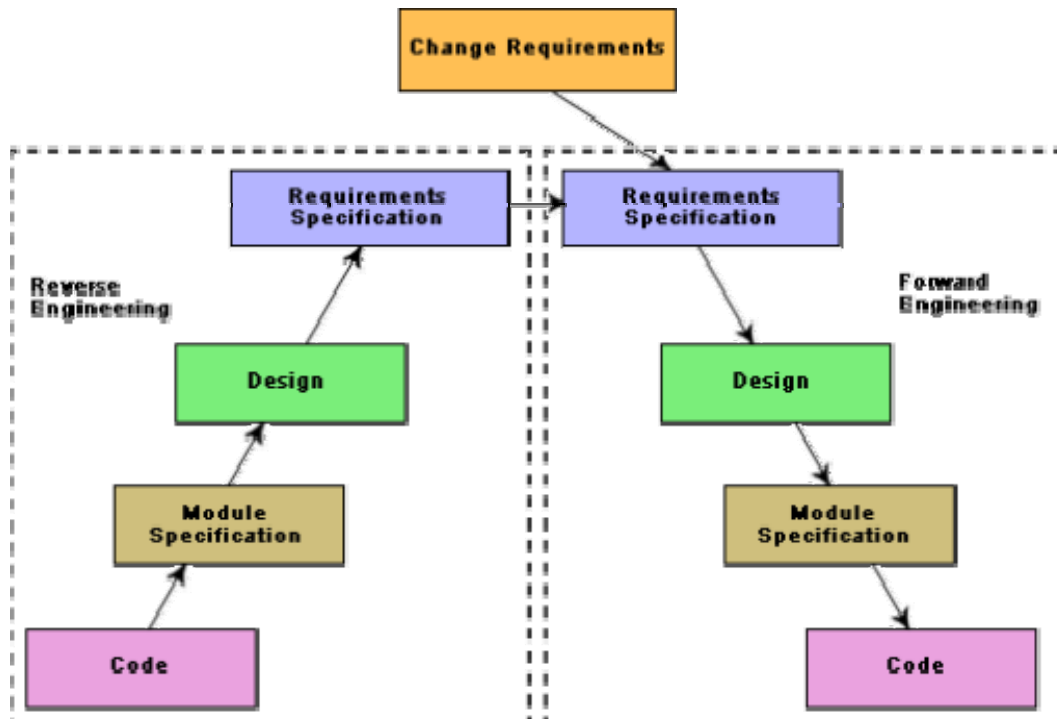 Change Requirements
Requirements
Specification
Requirements
Specification
Reverse
Engineering
Forward
Engineering
Design
Design
Module
Specification
Module
Specification
Code
Code